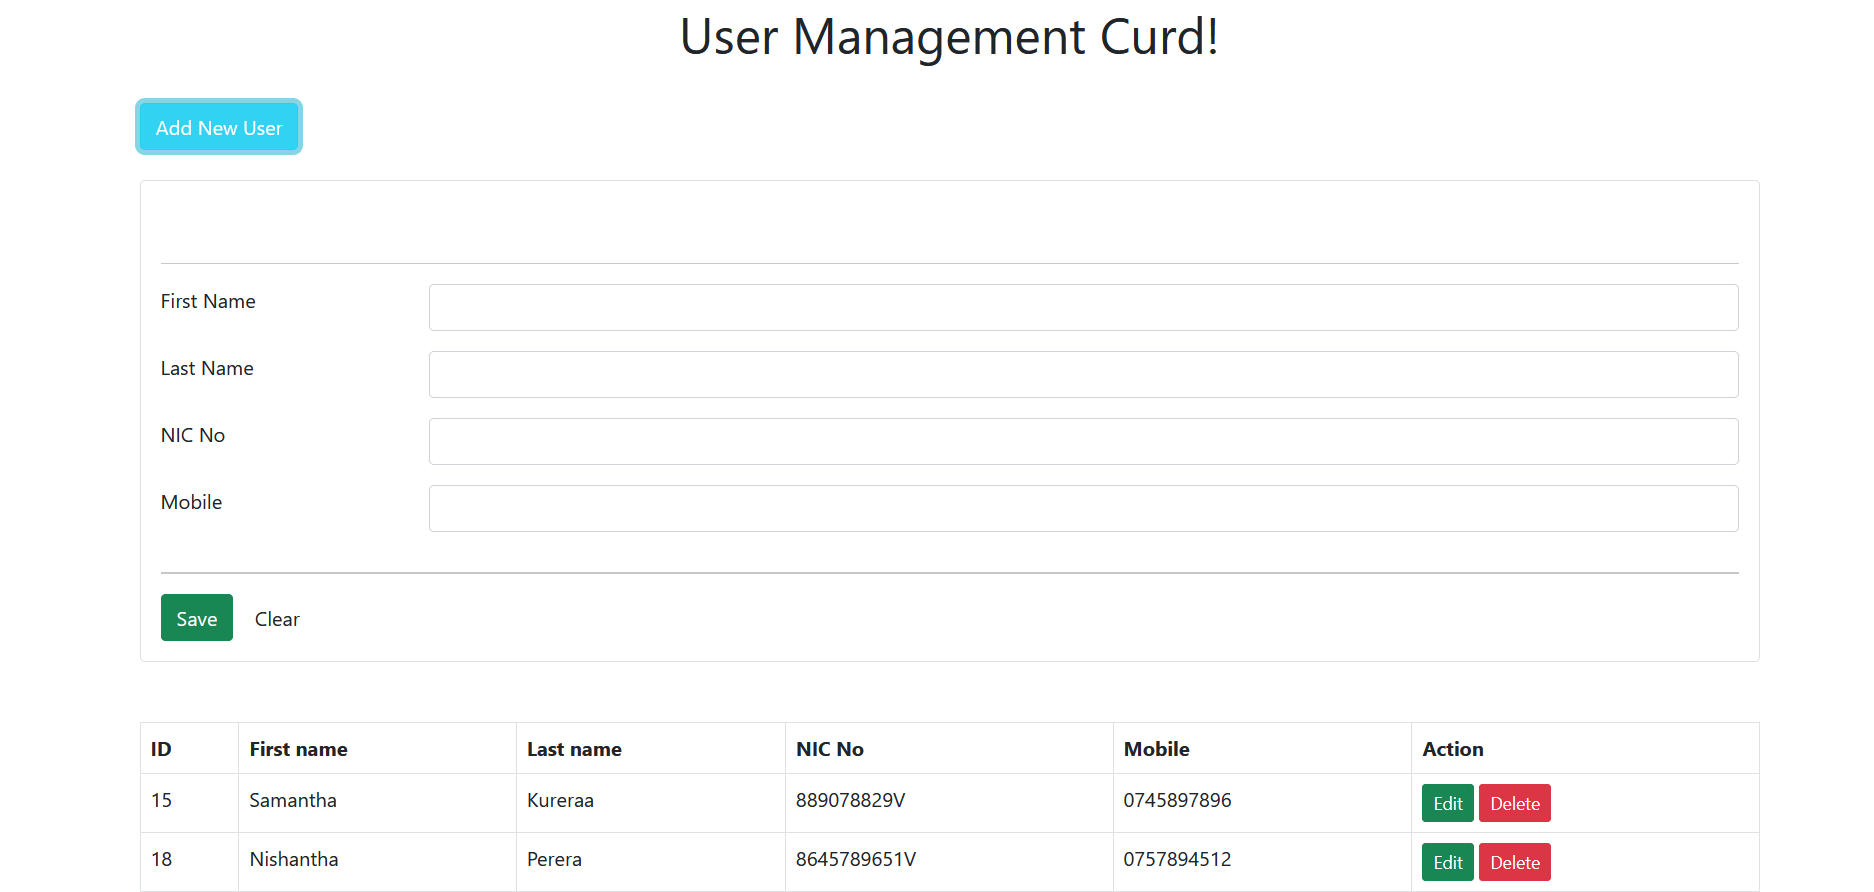 User Management Curd!
Add New User
First Name
Last Name
NIC No
Mobile
Save Clear
ID First name Last name NIC No Mobile Action
15 Samantha Kureraa 889078829V 0745897896 Edit Delete
18 Nishantha Perera 8645789651V 0757894512 Edit Delete